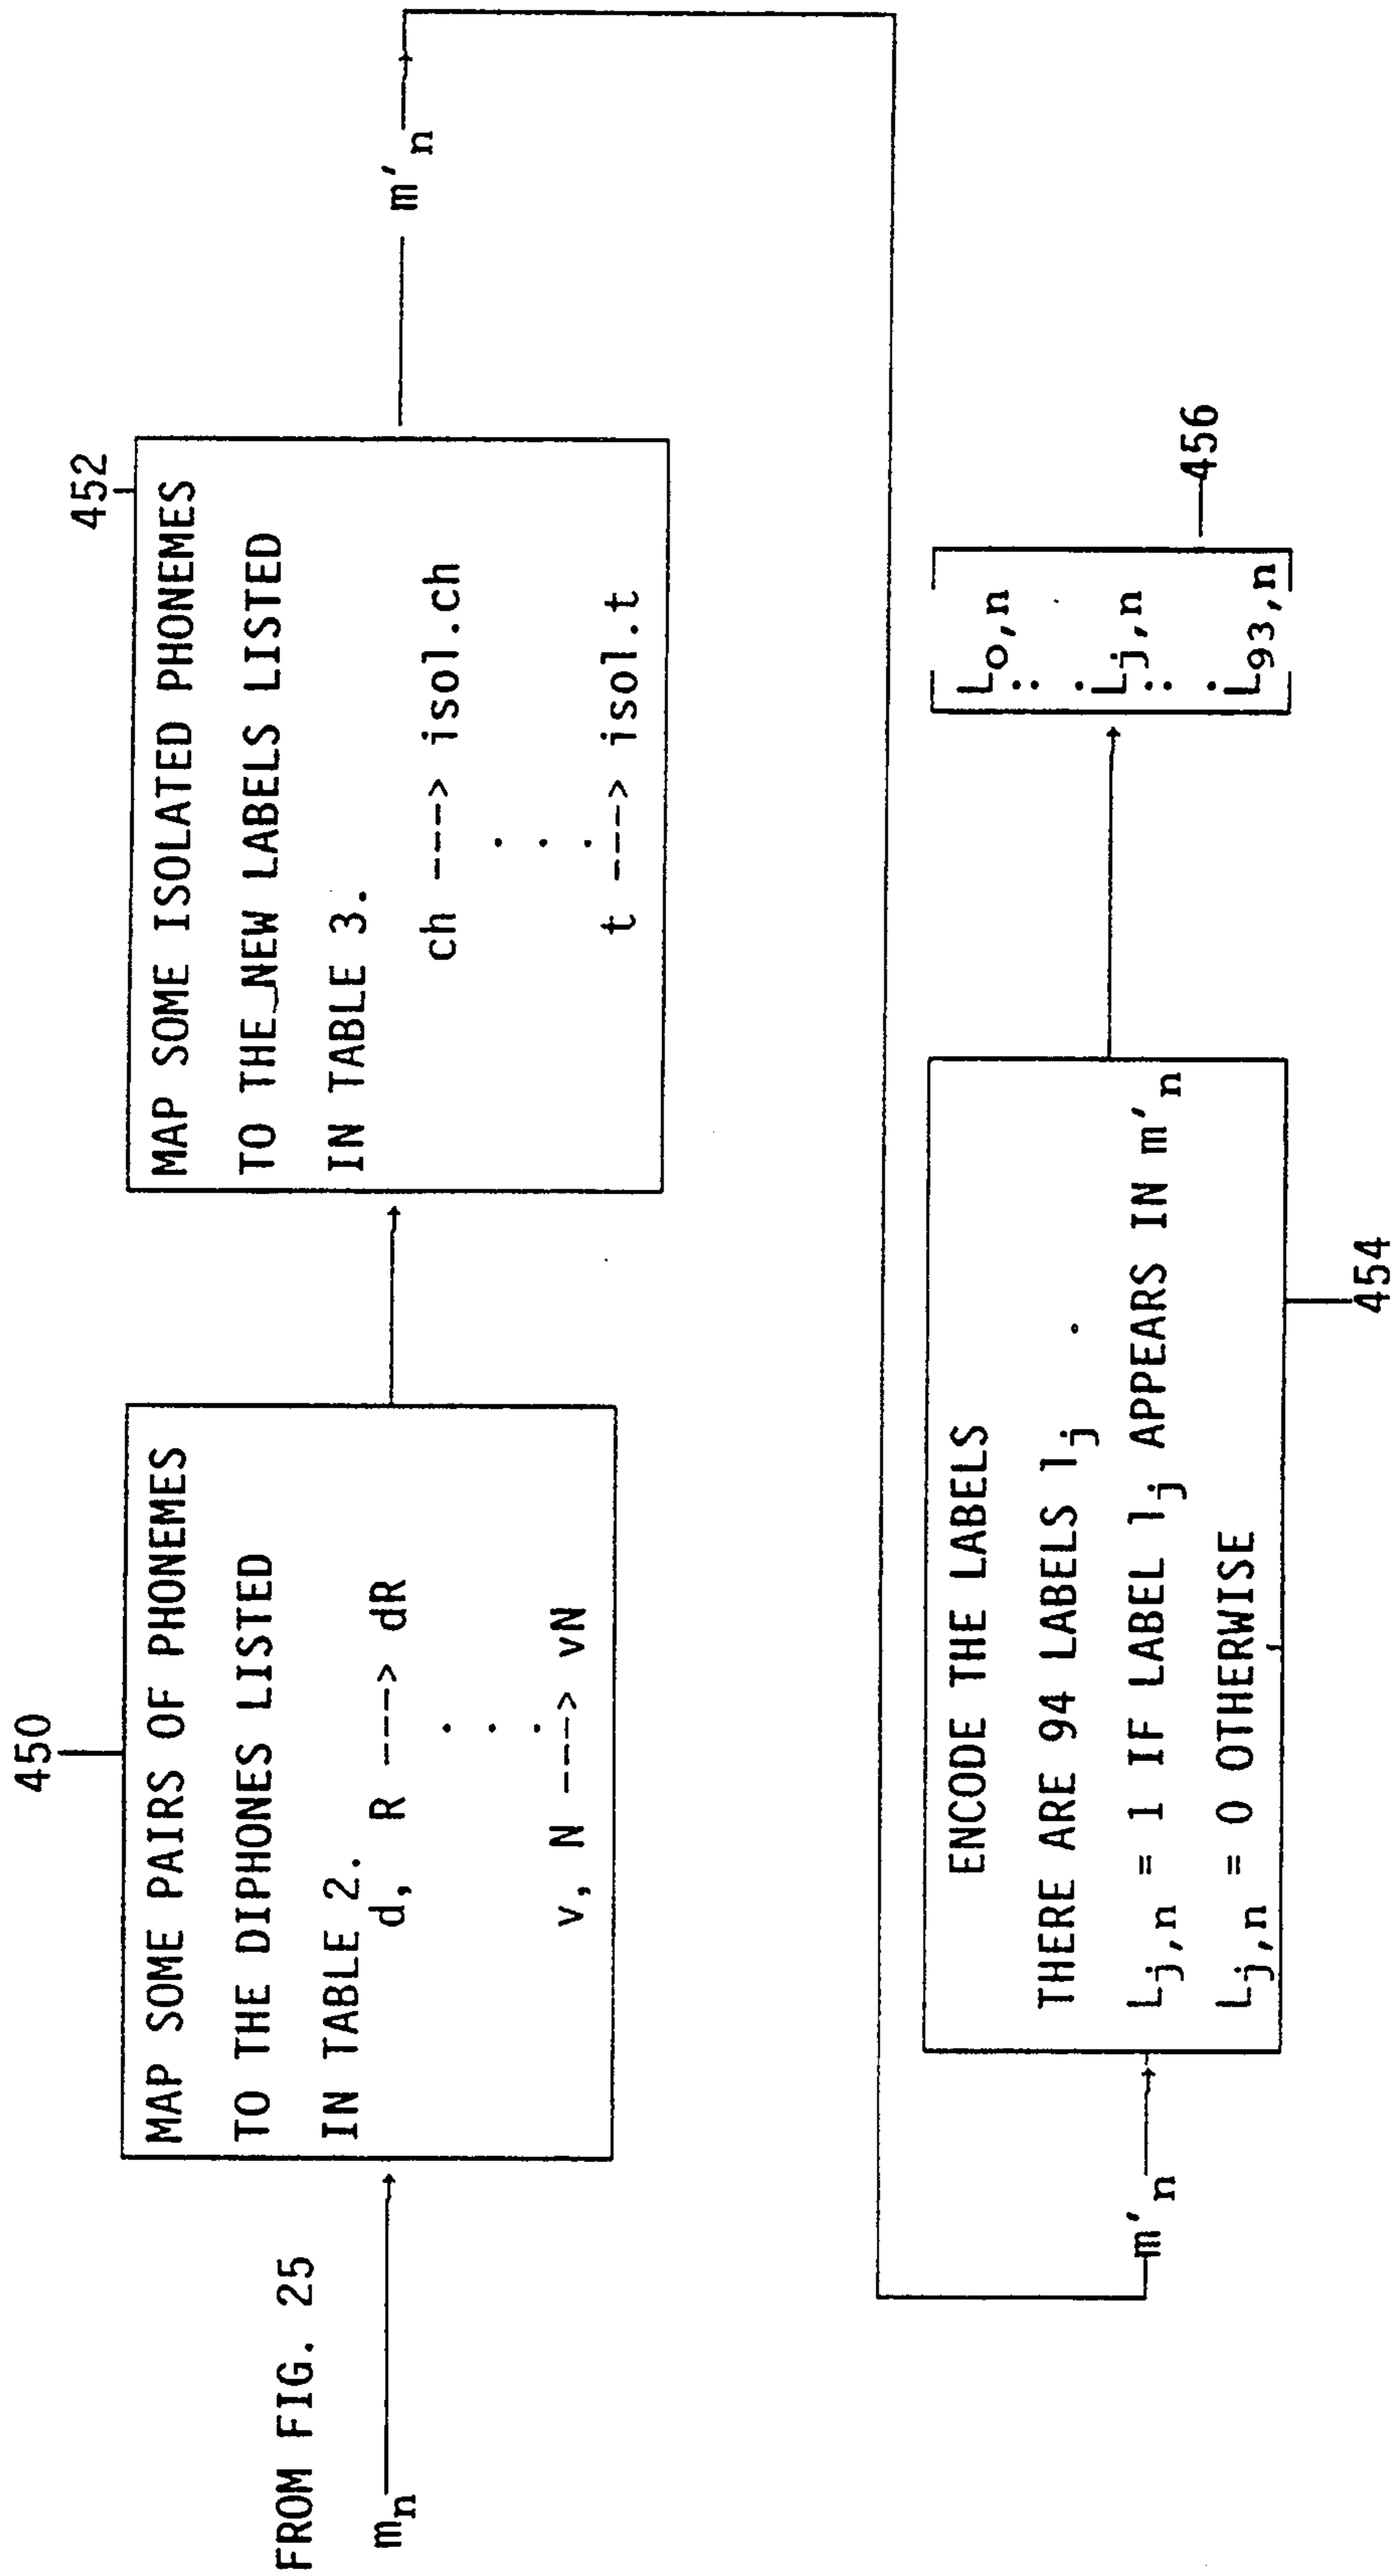 FROM FIG. 25
m_n
450
MAP SOME PAIRS OF PHONEMES
TO THE DIPHONES LISTED
IN TABLE 2.
d, R ---> dR
.
.
.
v, N ---> vN
452
MAP SOME ISOLATED PHONEMES
TO THE NEW LABELS LISTED
IN TABLE 3.
ch ---> isol.ch
.
.
.
t ---> isol.t
m'_n
m'_n
ENCODE THE LABELS
THERE ARE 94 LABELS l_j .
L_j,n = 1 IF LABEL l_j APPEARS IN m'_n
L_j,n = 0 OTHERWISE
454
L_0,n
:
.
L_j,n
:
.
L_93,n
456